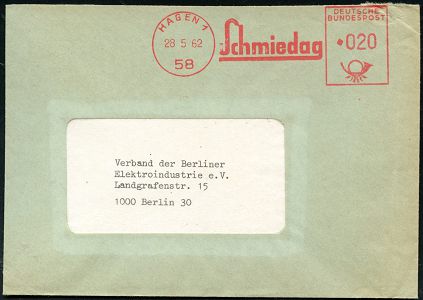 HAGEN 1
28.5.62
58
Schmiedag
DEUTSCHE
BUNDESPOST
020
Verband der Berliner
Elektroindustrie e.V.
Landgrafenstr. 15
1000 Berlin 30